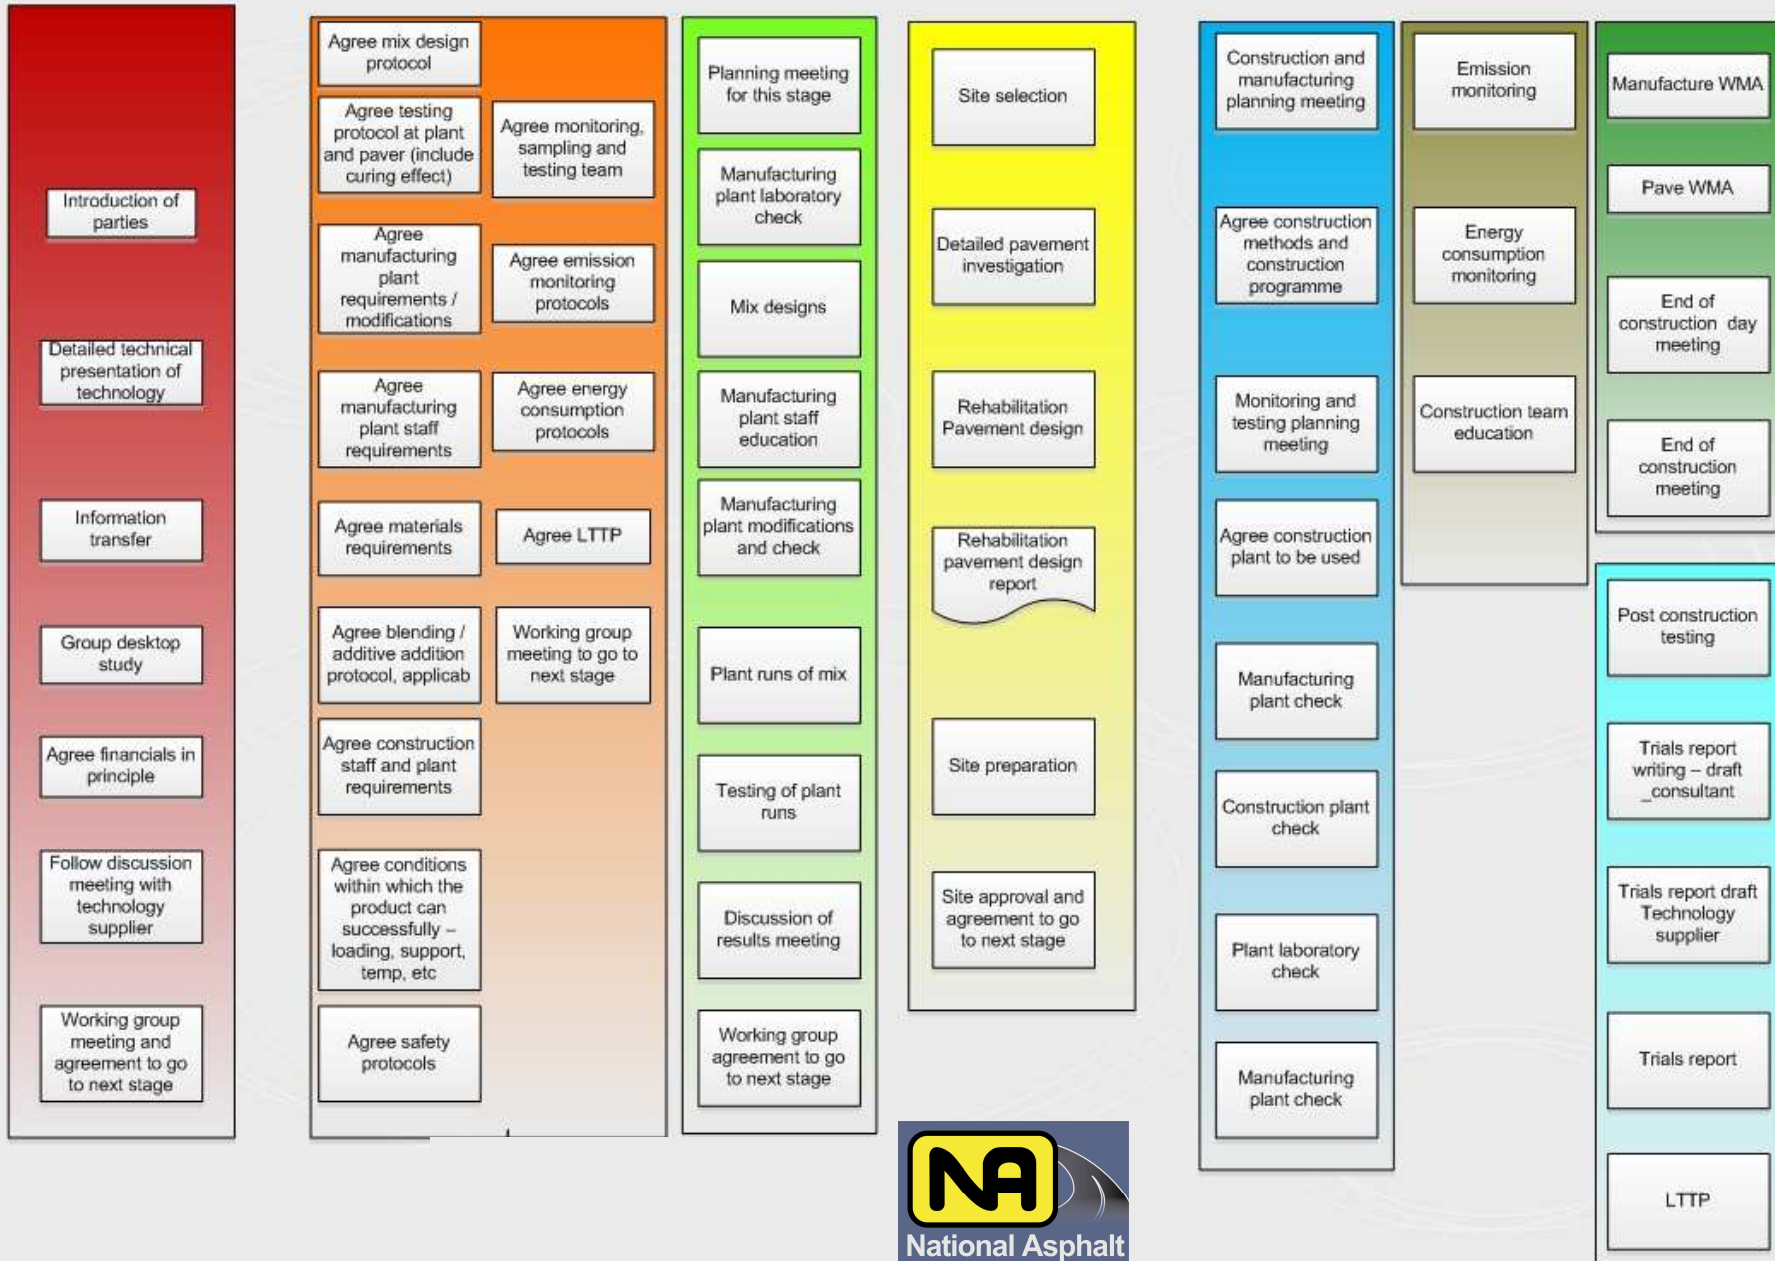 Introduction of
parties
Detailed technical
presentation of
technology
Information
transfer
Group desktop
study
Agree financials in
principle
Follow discussion
meeting with
technology
supplier
Working group
meeting and
agreement to go
to next stage
Agree mix design
protocol
Agree testing
protocol at plant
and paver (include
curing effect)
Agree
manufacturing
plant
requirements /
modifications
Agree
manufacturing
plant staff
requirements
Agree materials
requirements
Agree blending /
additive addition
protocol, applicab
Agree construction
staff and plant
requirements
Agree conditions
within which the
product can
successfully –
loading, support,
temp, etc
Agree safety
protocols
Agree monitoring,
sampling and
testing team
Agree emission
monitoring
protocols
Agree energy
consumption
protocols
Agree LTTP
Working group
meeting to go to
next stage
Planning meeting
for this stage
Manufacturing
plant laboratory
check
Mix designs
Manufacturing
plant staff
education
Manufacturing
plant modifications
and check
Plant runs of mix
Testing of plant
runs
Discussion of
results meeting
Working group
agreement to go
to next stage
Site selection
Detailed pavement
investigation
Rehabilitation
Pavement design
Rehabilitation
pavement design
report
Site preparation
Site approval and
agreement to go
to next stage
Construction and
manufacturing
planning meeting
Agree construction
methods and
construction
programme
Monitoring and
testing planning
meeting
Agree construction
plant to be used
Manufacturing
plant check
Construction plant
check
Plant laboratory
check
Manufacturing
plant check
Emission
monitoring
Energy
consumption
monitoring
Construction team
education
Manufacture WMA
Pave WMA
End of
construction day
meeting
End of
construction
meeting
Post construction
testing
Trials report
writing – draft
_consultant
Trials report draft
Technology
supplier
Trials report
LTTP
NA
National Asphalt